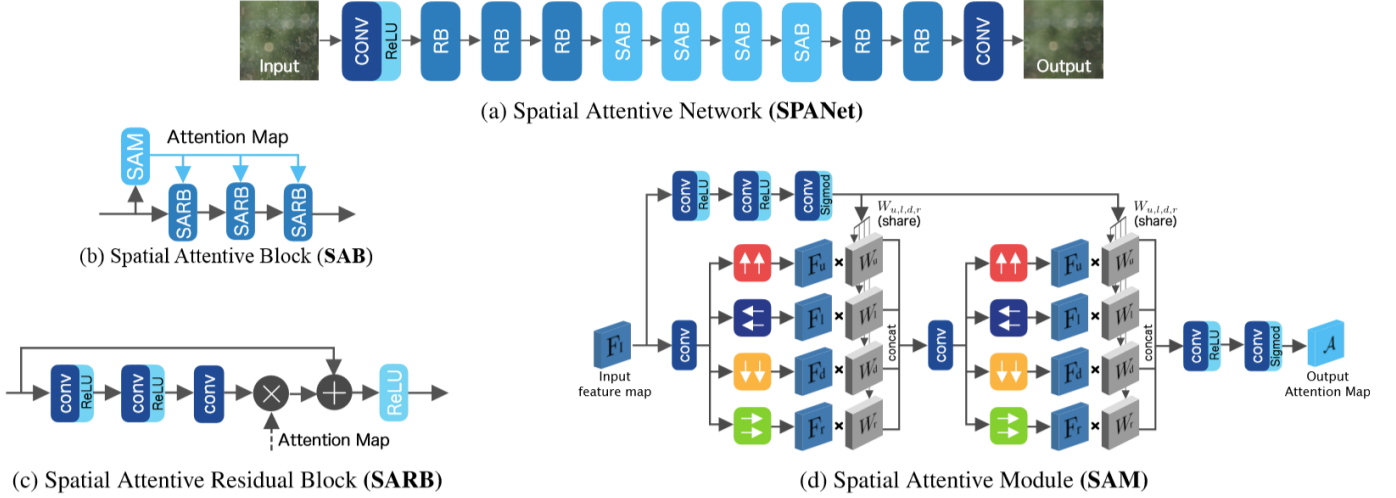 Input
CONV
ReLU
RB
RB
RB
SAB
SAB
SAB
SAB
RB
RB
CONV
Output
(a) Spatial Attentive Network (SPANet)
SAM
Attention Map
SARB
SARB
SARB
(b) Spatial Attentive Block (SAB)
conv
ReLU
conv
ReLU
conv
×
+
ReLU
Attention Map
(c) Spatial Attentive Residual Block (SARB)
conv
ReLU
conv
ReLU
conv
Sigmod
W_{u,l,d,r}
(share)
W_{u,l,d,r}
(share)
F_1
Input
feature map
conv
F_u × W_u
F_l × W_l
F_d × W_d
F_r × W_r
concat
conv
F_u × W_u
F_l × W_l
F_d × W_d
F_r × W_r
concat
conv
ReLU
conv
Sigmod
A
Output
Attention Map
(d) Spatial Attentive Module (SAM)